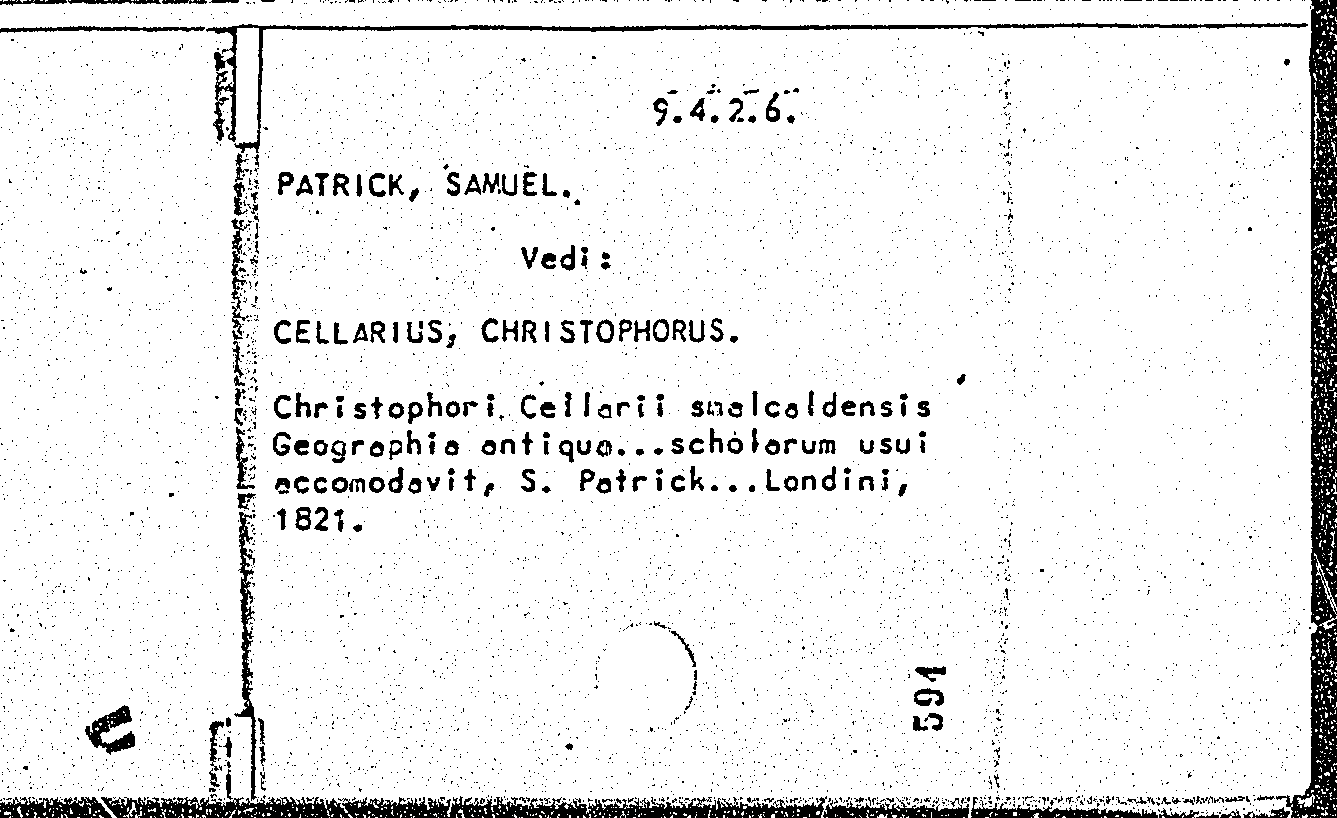 9.4.2.6.
PATRICK, SAMUEL.
Vedi:
CELLARIUS, CHRISTOPHORUS.
Christophori Cellarii smalcaldensis
Geographia antiqua...scholarum usui
accomodavit, S. Patrick...Londini,
1821.
591